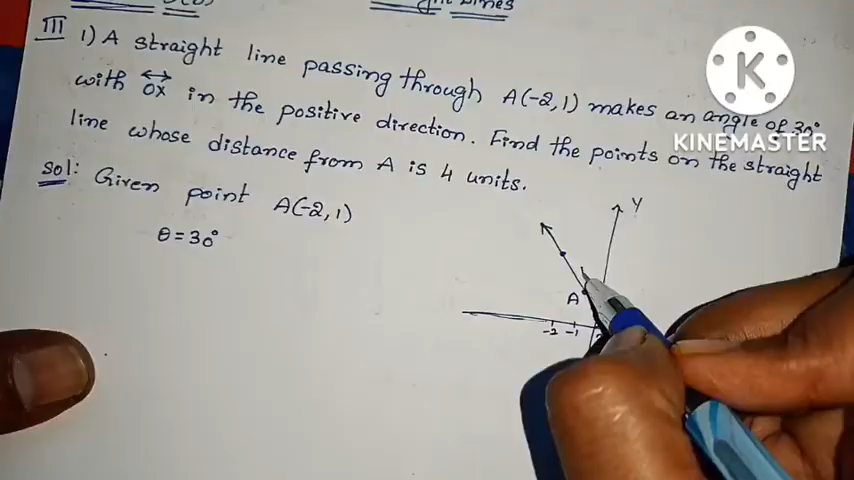 III 1) A straight line passing through A(-2,1) makes an angle of 30°
with OX in the positive direction. Find the points on the straight
line whose distance from A is 4 units.
Sol: Given point A(-2,1)
θ = 30°
Y
A
-2 -1
K
KINEMASTER